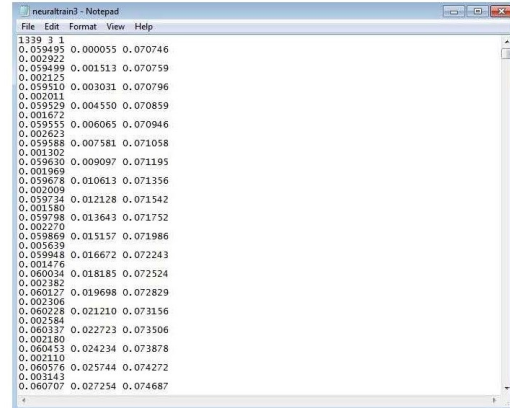 neuraltrain3 - Notepad
File Edit Format View Help
1339 3 1
0.059495 0.000055 0.070746
0.002922
0.059499 0.001513 0.070759
0.002125
0.059510 0.003031 0.070796
0.002011
0.059529 0.004550 0.070859
0.001672
0.059555 0.006065 0.070946
0.002623
0.059588 0.007581 0.071058
0.001302
0.059630 0.009097 0.071195
0.001969
0.059678 0.010613 0.071356
0.002009
0.059734 0.012128 0.071542
0.001580
0.059798 0.013643 0.071752
0.002270
0.059869 0.015157 0.071986
0.005639
0.059948 0.016672 0.072243
0.001476
0.060034 0.018185 0.072524
0.002382
0.060127 0.019698 0.072829
0.002306
0.060228 0.021210 0.073156
0.002584
0.060337 0.022723 0.073506
0.002180
0.060453 0.024234 0.073878
0.002110
0.060576 0.025744 0.074272
0.003143
0.060707 0.027254 0.074687